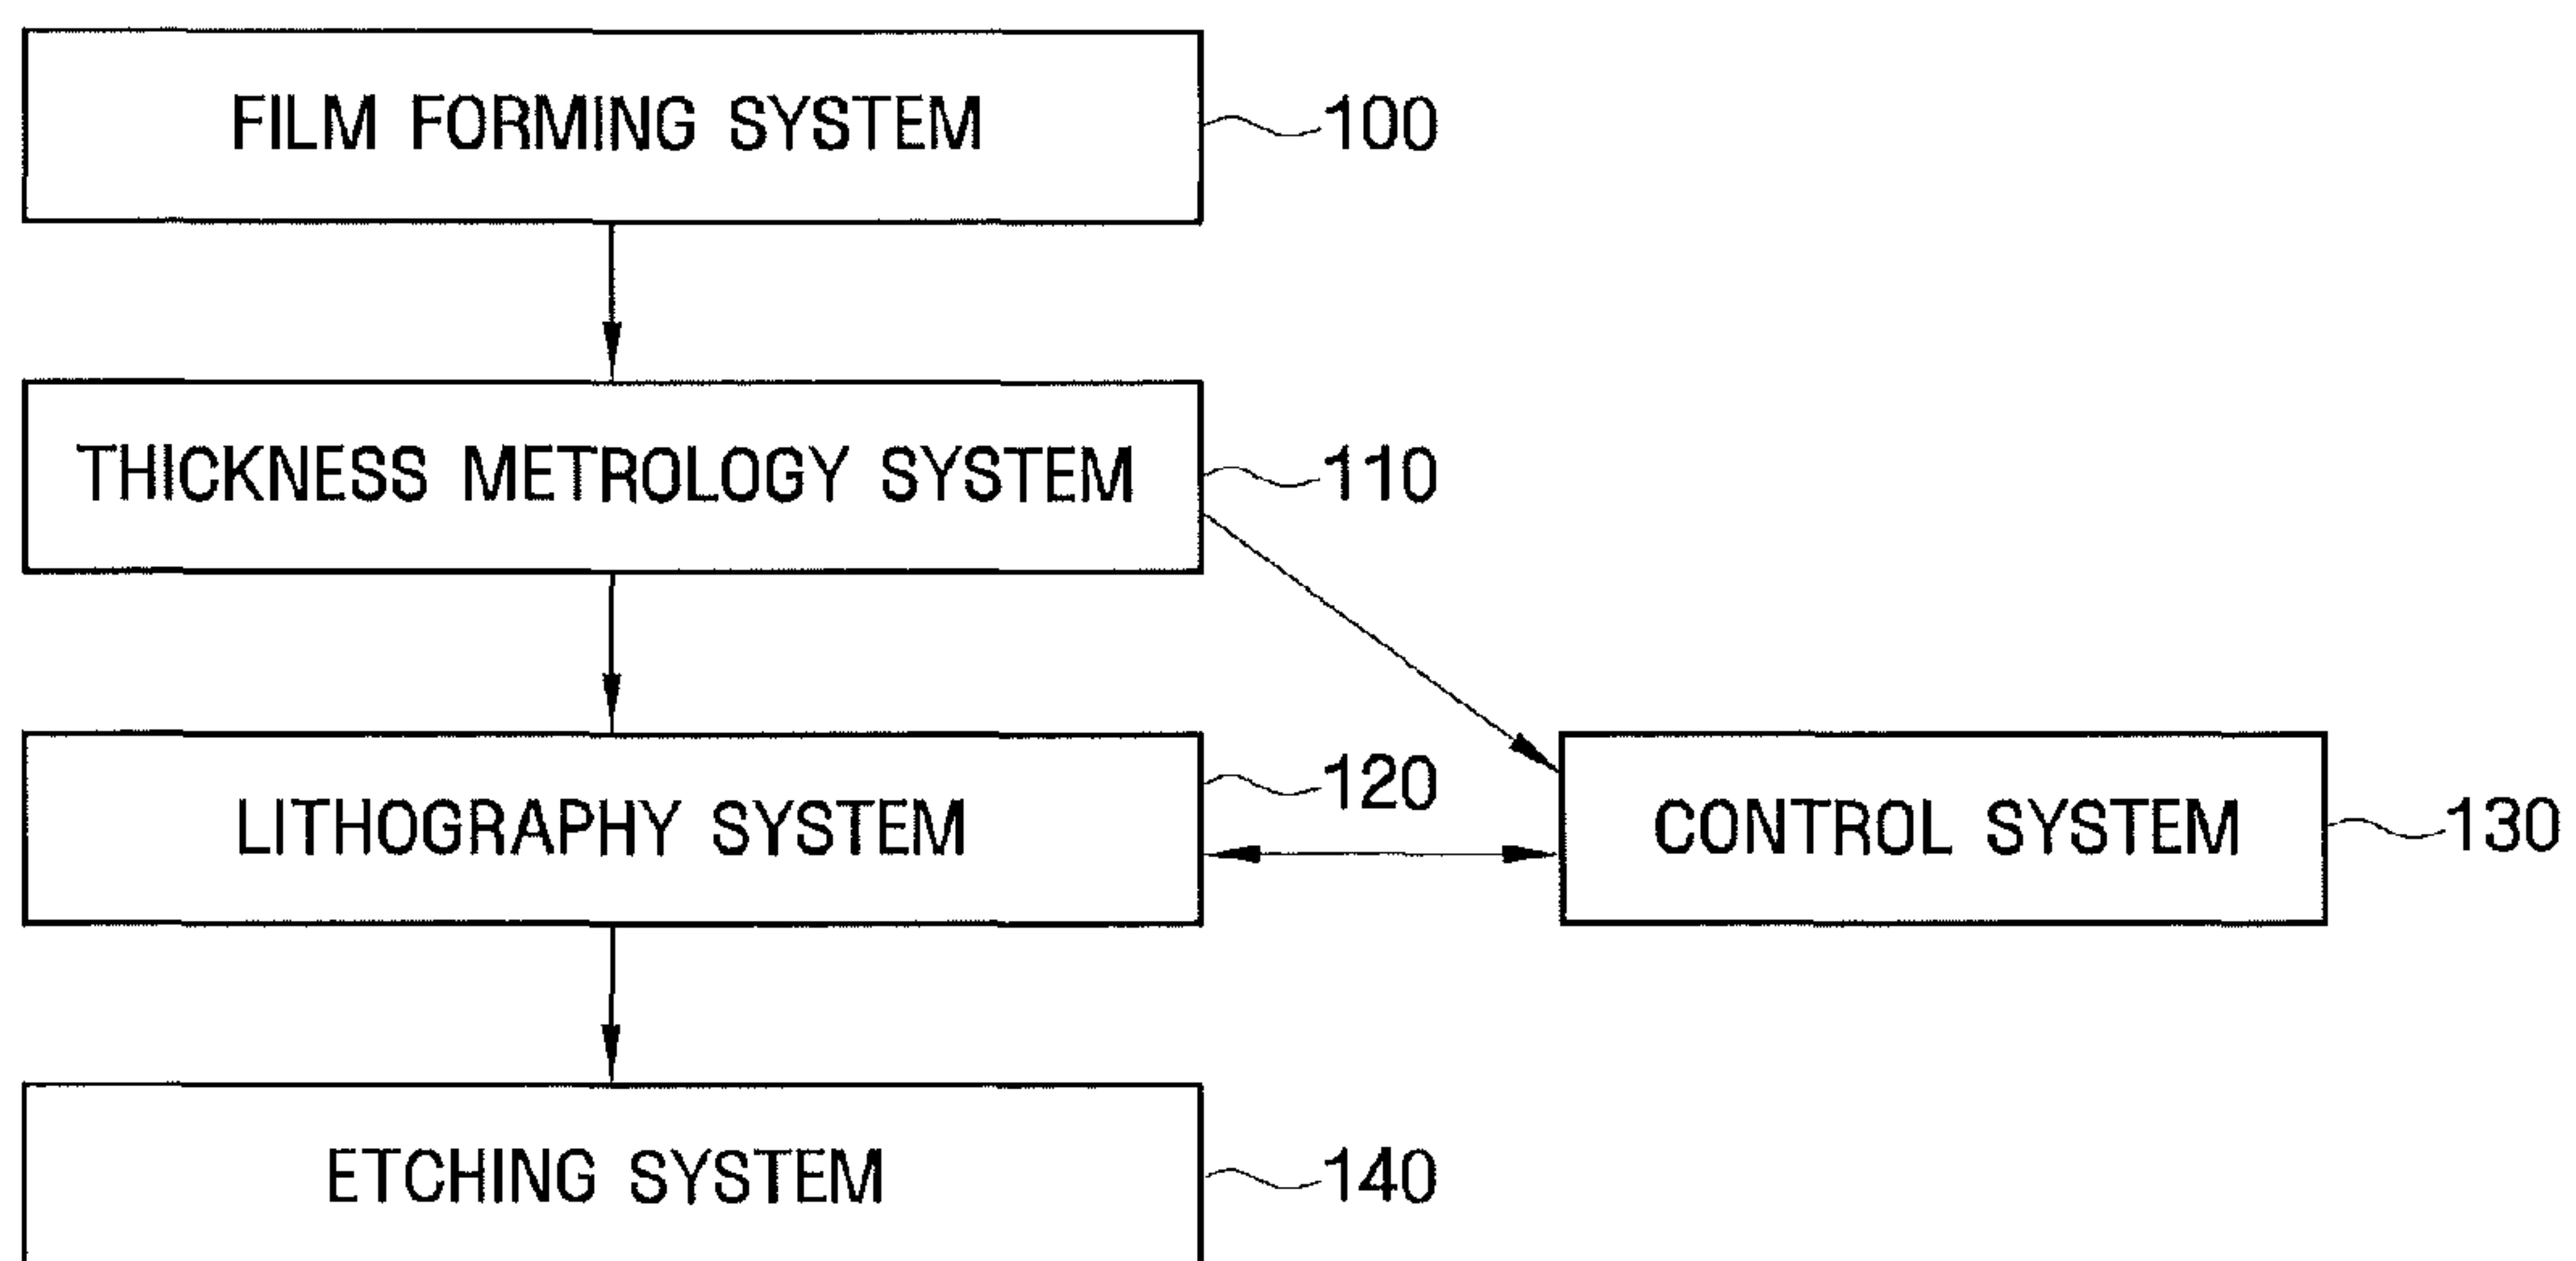 FILM FORMING SYSTEM
100
THICKNESS METROLOGY SYSTEM
110
LITHOGRAPHY SYSTEM
120
CONTROL SYSTEM
130
ETCHING SYSTEM
140